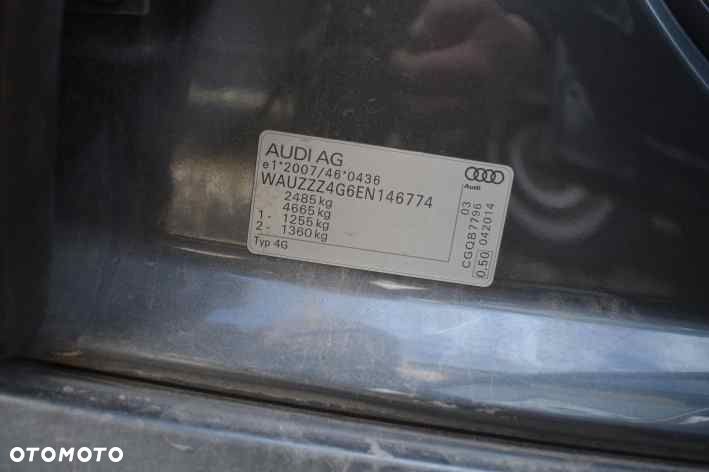 AUDI AG
e1*2007/46*0436
WAUZZZ4G6EN146774
2485 kg
4665 kg
1- 1255 kg
2- 1360 kg
Typ 4G
Audi
CGQB7796 03
0.50 042014
OTOMOTO